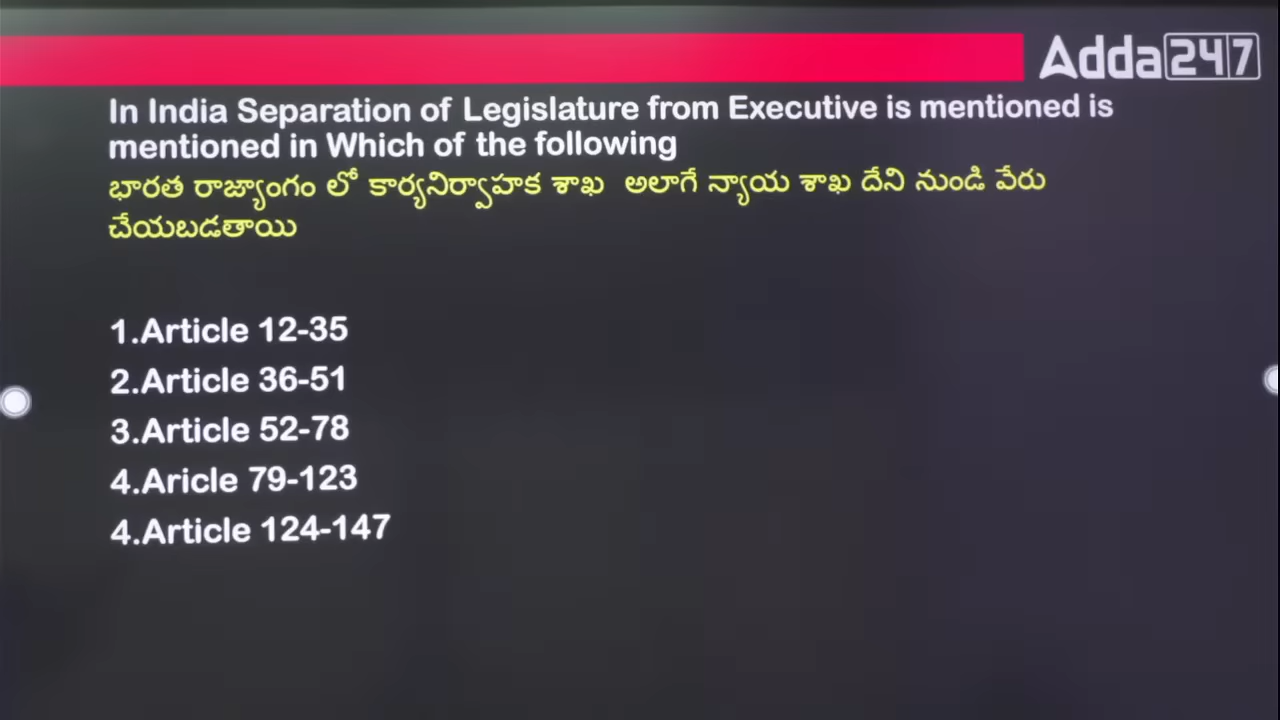 Adda247
In India Separation of Legislature from Executive is mentioned is
mentioned in Which of the following
భారత రాజ్యాంగం లో కార్యనిర్వాహక శాఖ అలాగే న్యాయ శాఖ దేని నుండి వేరు
చేయబడతాయి
1.Article 12-35
2.Article 36-51
3.Article 52-78
4.Aricle 79-123
4.Article 124-147